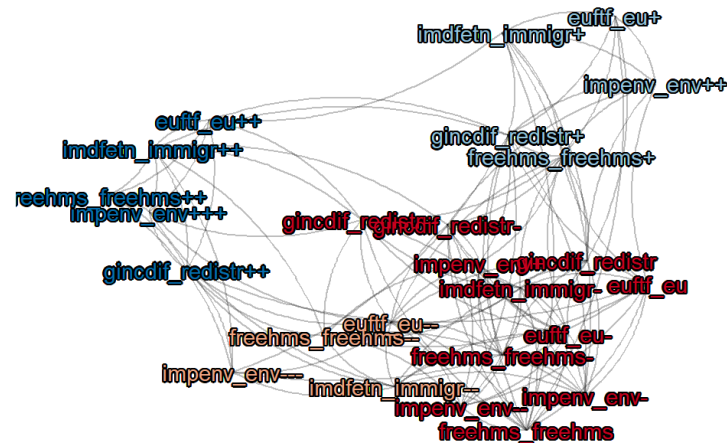 euftf_eu+
imdfetn_immigr+
impenv_env++
euftf_eu++
gincdif_redistr+
imdfetn_immigr++
freehms_freehms+
reehms_freehms++
impenv_env+++
gincdif_redistr-
gincdif_redistr
gincdif_redistr++
imdfetn_immigr-
euftf_eu
euftf_eu--
freehms_freehms--
euftf_eu-
freehms_freehms-
impenv_env---
imdfetn_immigr--
impenv_env-
impenv_env--
freehms_freehms